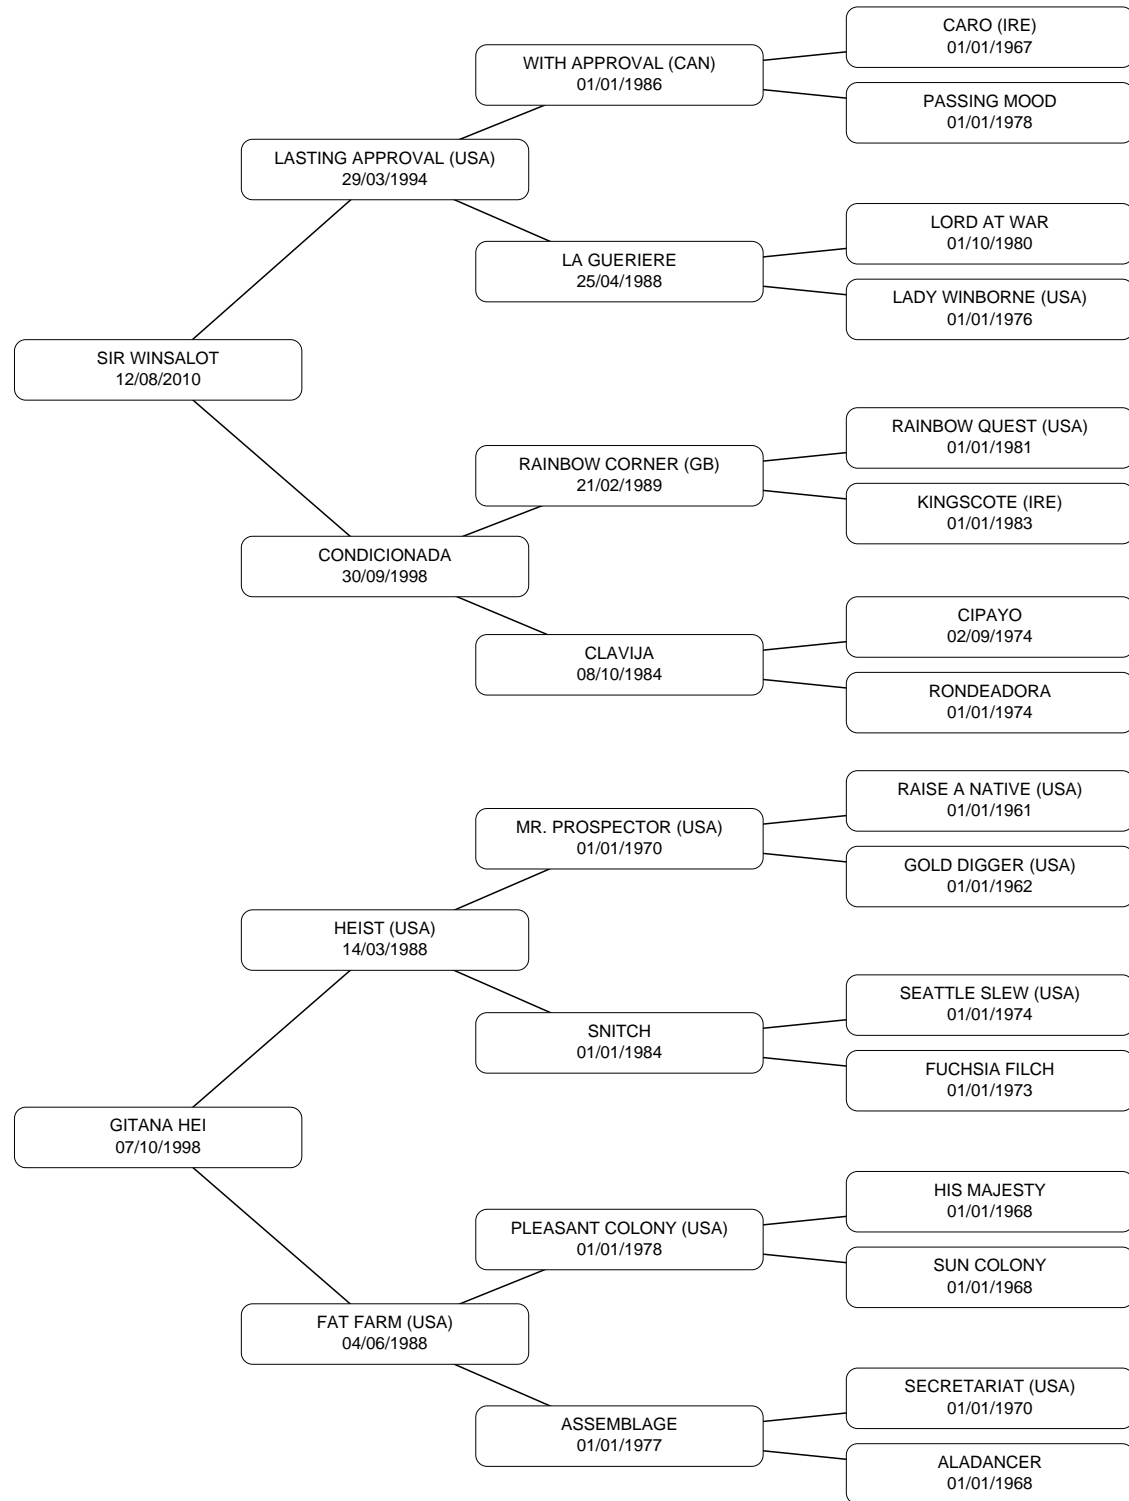 CARO (IRE)
01/01/1967
WITH APPROVAL (CAN)
01/01/1986
PASSING MOOD
01/01/1978
LASTING APPROVAL (USA)
29/03/1994
LORD AT WAR
01/10/1980
LA GUERIERE
25/04/1988
LADY WINBORNE (USA)
01/01/1976
SIR WINSALOT
12/08/2010
RAINBOW QUEST (USA)
01/01/1981
RAINBOW CORNER (GB)
21/02/1989
KINGSCOTE (IRE)
01/01/1983
CONDICIONADA
30/09/1998
CIPAYO
02/09/1974
CLAVIJA
08/10/1984
RONDEADORA
01/01/1974
RAISE A NATIVE (USA)
01/01/1961
MR. PROSPECTOR (USA)
01/01/1970
GOLD DIGGER (USA)
01/01/1962
HEIST (USA)
14/03/1988
SEATTLE SLEW (USA)
01/01/1974
SNITCH
01/01/1984
FUCHSIA FILCH
01/01/1973
GITANA HEI
07/10/1998
HIS MAJESTY
01/01/1968
PLEASANT COLONY (USA)
01/01/1978
SUN COLONY
01/01/1968
FAT FARM (USA)
04/06/1988
SECRETARIAT (USA)
01/01/1970
ASSEMBLAGE
01/01/1977
ALADANCER
01/01/1968